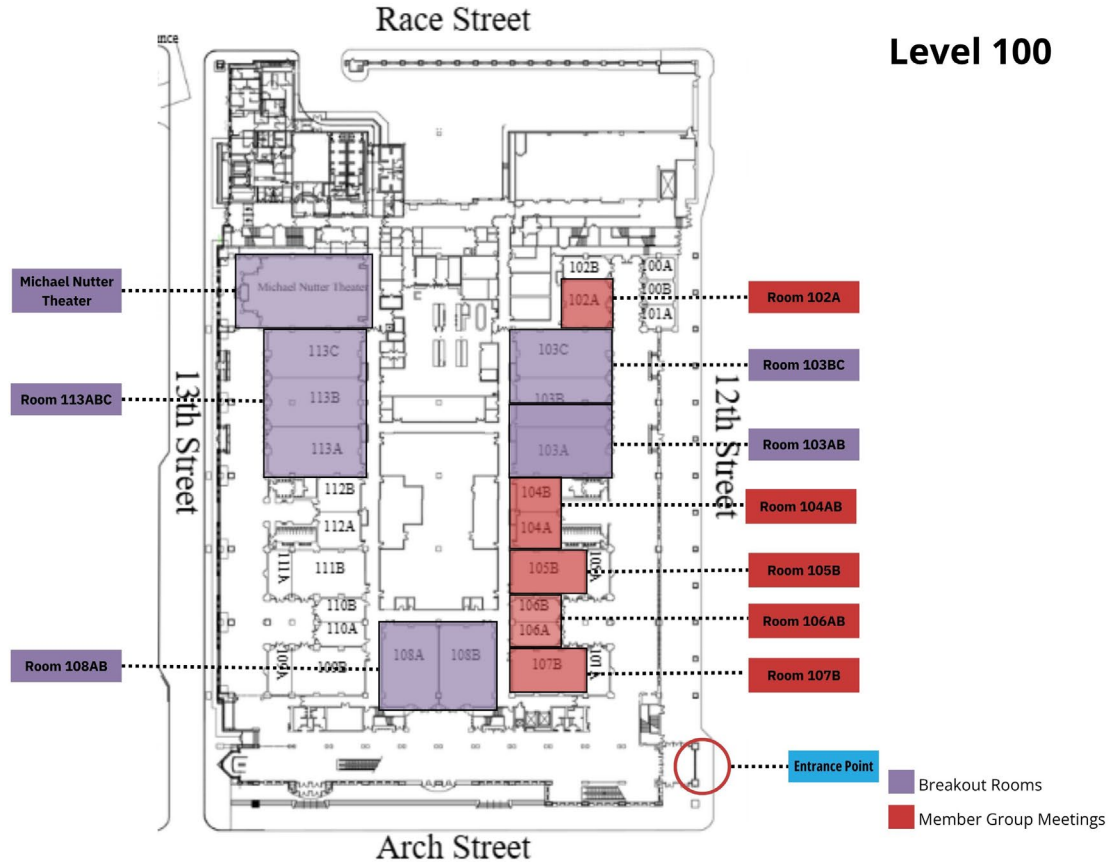 Race Street
Level 100
ance
Michael Nutter
Theater
Michael Nutter Theater
102B
100A
102A
100B
101A
Room 102A
113C
103C
Room 103BC
Room 113ABC
113B
103B
13th Street
12th Street
113A
103A
Room 103AB
112B
104B
112A
104A
Room 104AB
111A
111B
105B
105A
Room 105B
110B
106B
110A
106A
Room 106AB
Room 108AB
109A
109B
108A
108B
107B
101A
Room 107B
Entrance Point
Breakout Rooms
Member Group Meetings
Arch Street